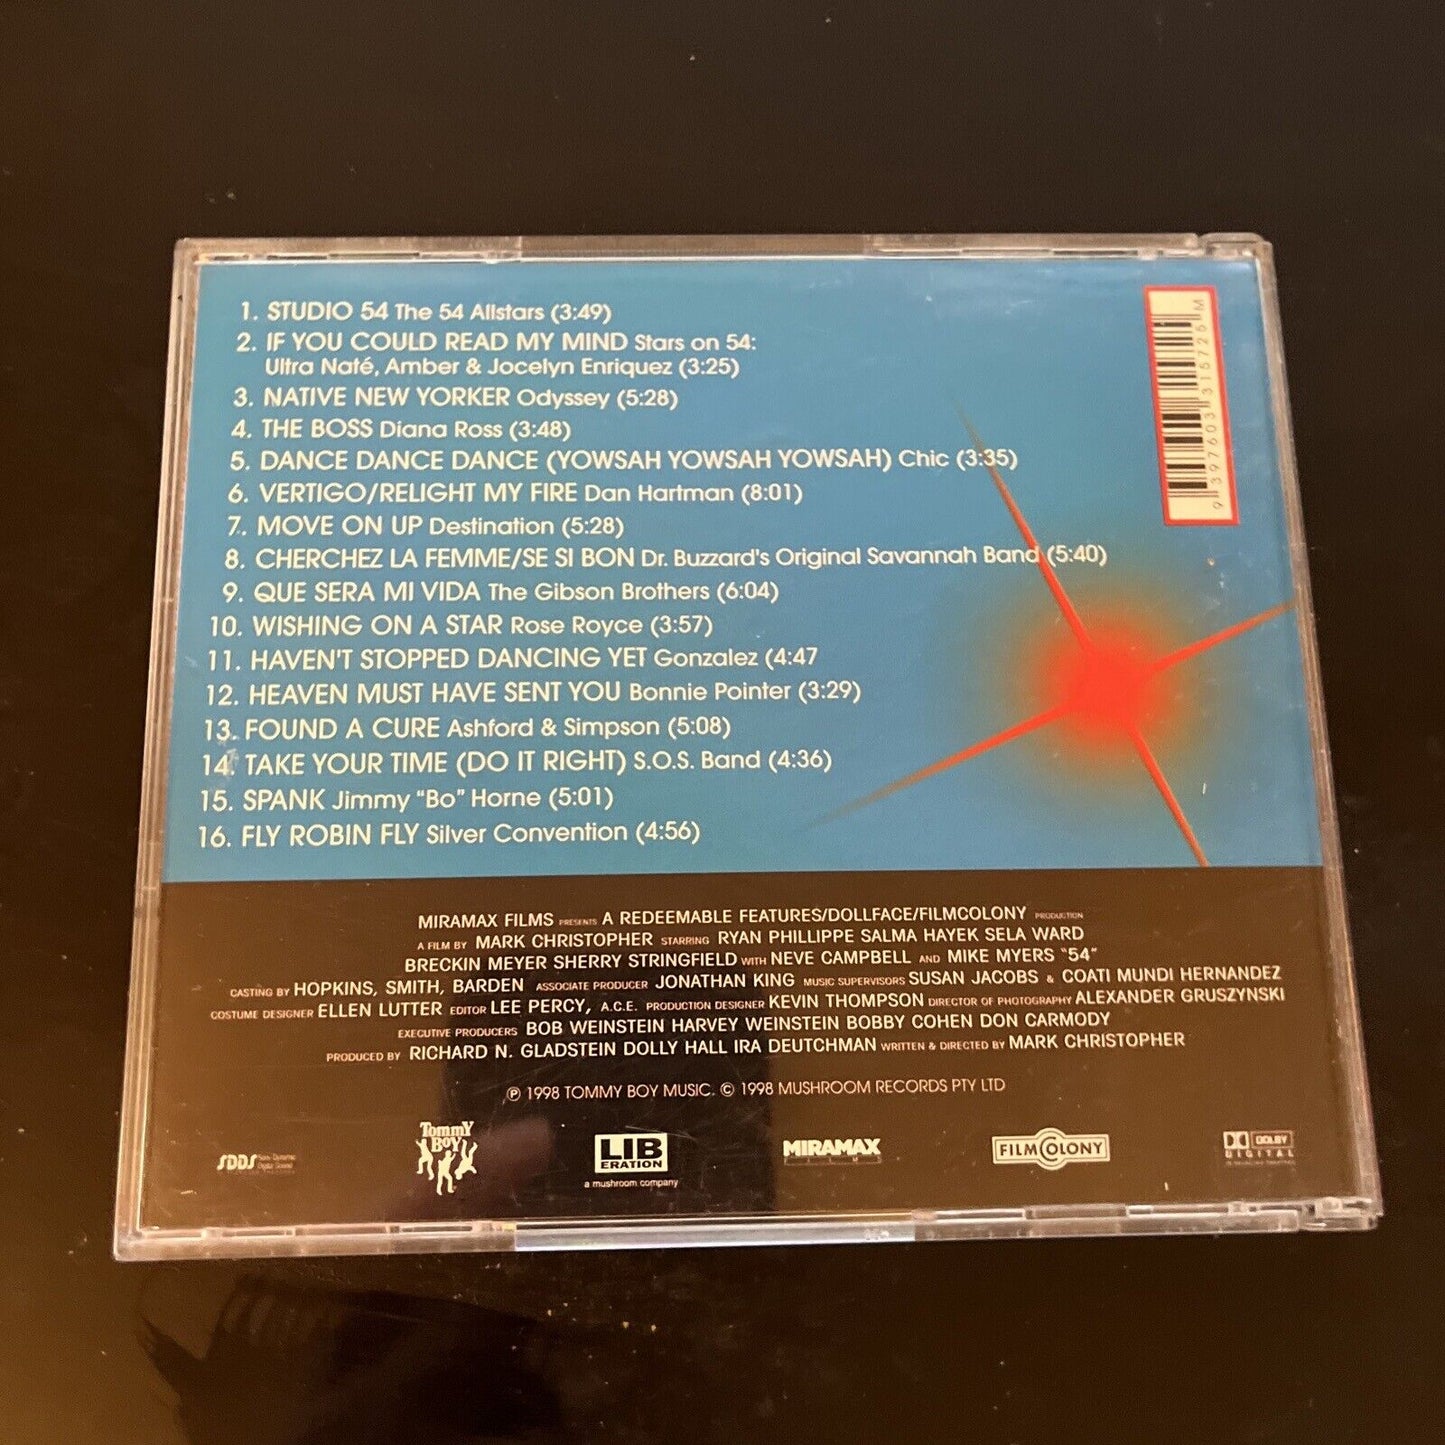 1. STUDIO 54 The 54 Allstars (3:49)
2. IF YOU COULD READ MY MIND Stars on 54:
Ultra Naté, Amber & Jocelyn Enriquez (3:25)
3. NATIVE NEW YORKER Odyssey (5:28)
4. THE BOSS Diana Ross (3:48)
5. DANCE DANCE DANCE (YOWSAH YOWSAH YOWSAH) Chic (3:35)
6. VERTIGO/RELIGHT MY FIRE Dan Hartman (8:01)
7. MOVE ON UP Destination (5:28)
8. CHERCHEZ LA FEMME/SE SI BON Dr. Buzzard's Original Savannah Band (5:40)
9. QUE SERA MI VIDA The Gibson Brothers (6:04)
10. WISHING ON A STAR Rose Royce (3:57)
11. HAVEN'T STOPPED DANCING YET Gonzalez (4:47
12. HEAVEN MUST HAVE SENT YOU Bonnie Pointer (3:29)
13. FOUND A CURE Ashford & Simpson (5:08)
14. TAKE YOUR TIME (DO IT RIGHT) S.O.S. Band (4:36)
15. SPANK Jimmy “Bo” Horne (5:01)
16. FLY ROBIN FLY Silver Convention (4:56)
9 397603 315726 M
MIRAMAX FILMS PRESENTS A REDEEMABLE FEATURES/DOLLFACE/FILMCOLONY PRODUCTION
A FILM BY MARK CHRISTOPHER STARRING RYAN PHILLIPPE SALMA HAYEK SELA WARD
BRECKIN MEYER SHERRY STRINGFIELD WITH NEVE CAMPBELL AND MIKE MYERS “54”
CASTING BY HOPKINS, SMITH, BARDEN ASSOCIATE PRODUCER JONATHAN KING MUSIC SUPERVISORS SUSAN JACOBS & COATI MUNDI HERNANDEZ
COSTUME DESIGNER ELLEN LUTTER EDITOR LEE PERCY, A.C.E. PRODUCTION DESIGNER KEVIN THOMPSON DIRECTOR OF PHOTOGRAPHY ALEXANDER GRUSZYNSKI
EXECUTIVE PRODUCERS BOB WEINSTEIN HARVEY WEINSTEIN BOBBY COHEN DON CARMODY
PRODUCED BY RICHARD N. GLADSTEIN DOLLY HALL IRA DEUTCHMAN WRITTEN & DIRECTED BY MARK CHRISTOPHER
℗ 1998 TOMMY BOY MUSIC. © 1998 MUSHROOM RECORDS PTY LTD
SDDS Sony Dynamic
Digital Sound
TOMMY
BOY
LIB
ERATION
a mushroom company
MIRAMAX
FILMS
FILMCOLONY
DOLBY
DIGITAL